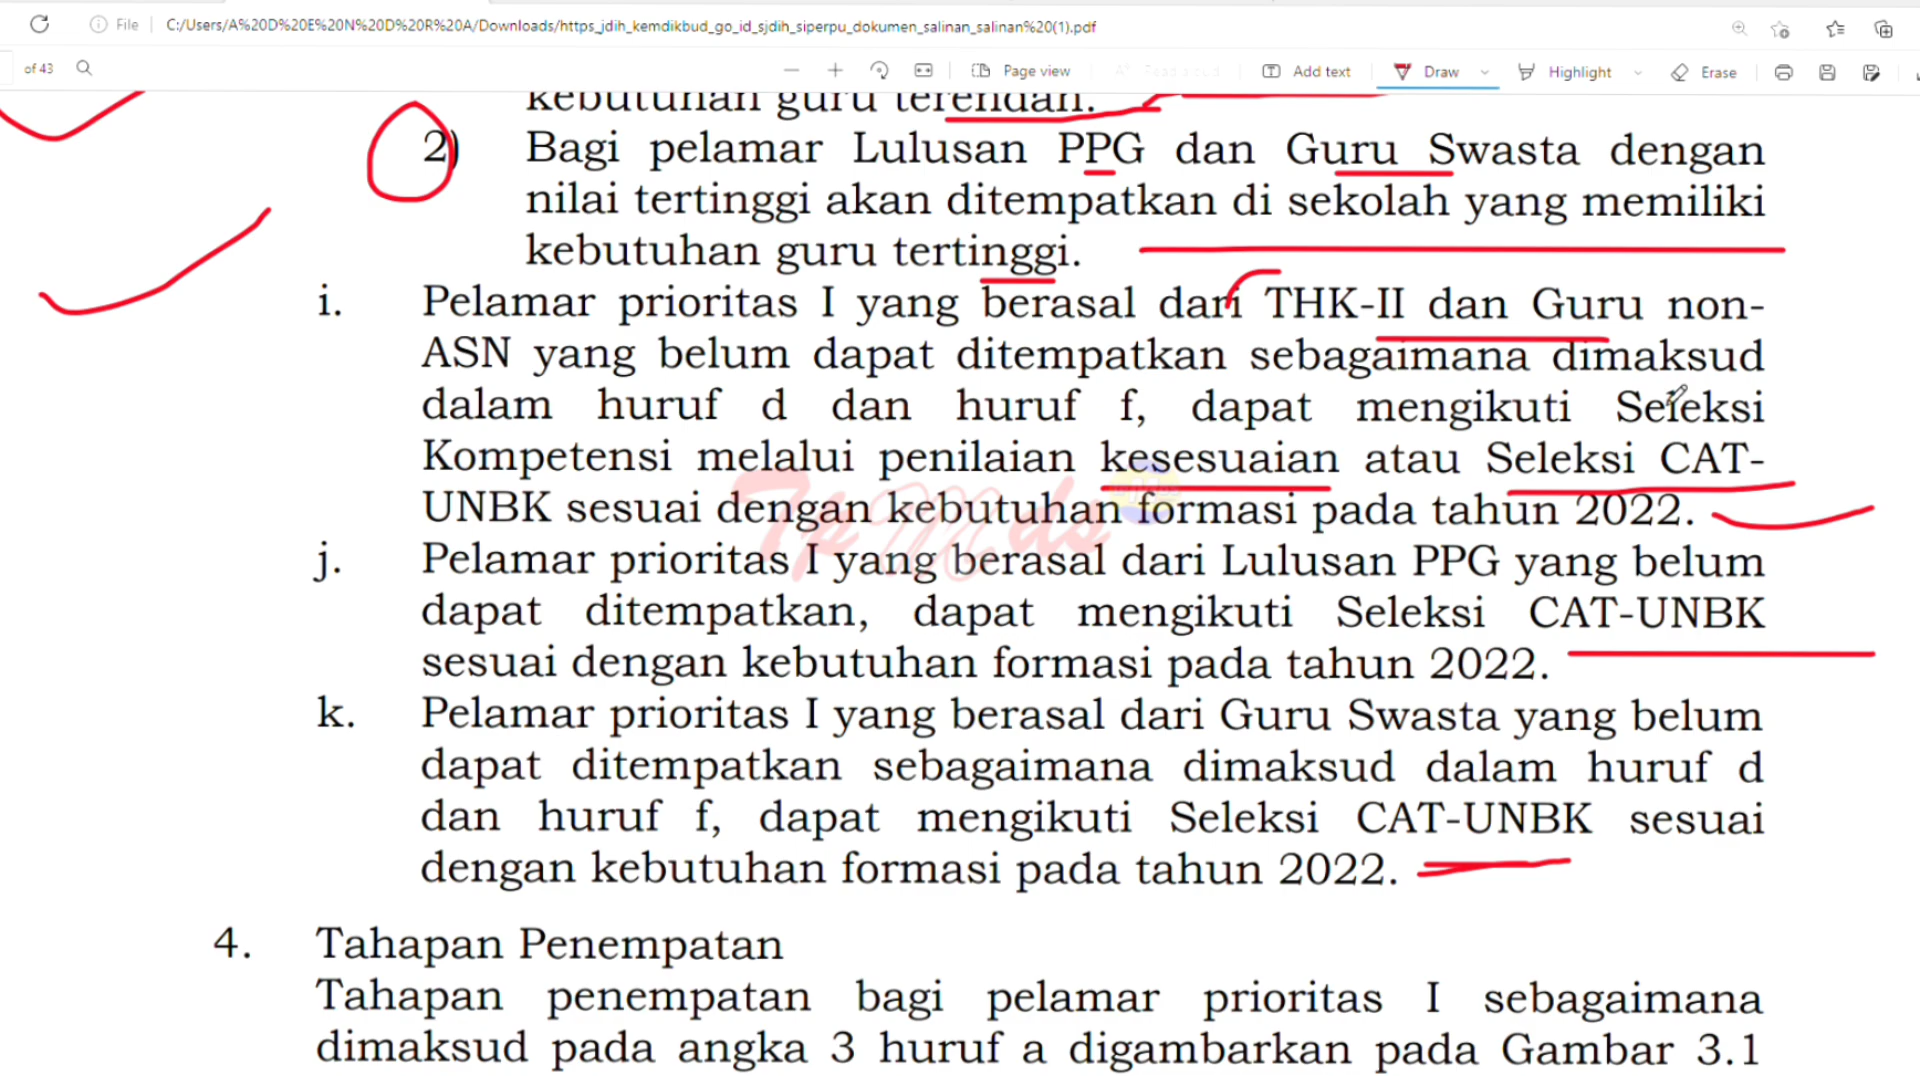 File
C:/Users/A%20D%20E%20N%20D%20R%20A/Downloads/https_jdih_kemdikbud_go_id_sjdih_siperpu_dokumen_salinan_salinan%20(1).pdf
of 43
Page view
Read aloud
Add text
Draw
Highlight
Erase
kebutuhan guru terendah.
2) Bagi pelamar Lulusan PPG dan Guru Swasta dengan
nilai tertinggi akan ditempatkan di sekolah yang memiliki
kebutuhan guru tertinggi.
i. Pelamar prioritas I yang berasal dari THK-II dan Guru non-
ASN yang belum dapat ditempatkan sebagaimana dimaksud
dalam huruf d dan huruf f, dapat mengikuti Seleksi
Kompetensi melalui penilaian kesesuaian atau Seleksi CAT-
UNBK sesuai dengan kebutuhan formasi pada tahun 2022.
j. Pelamar prioritas I yang berasal dari Lulusan PPG yang belum
dapat ditempatkan, dapat mengikuti Seleksi CAT-UNBK
sesuai dengan kebutuhan formasi pada tahun 2022.
k. Pelamar prioritas I yang berasal dari Guru Swasta yang belum
dapat ditempatkan sebagaimana dimaksud dalam huruf d
dan huruf f, dapat mengikuti Seleksi CAT-UNBK sesuai
dengan kebutuhan formasi pada tahun 2022.
4. Tahapan Penempatan
Tahapan penempatan bagi pelamar prioritas I sebagaimana
dimaksud pada angka 3 huruf a digambarkan pada Gambar 3.1